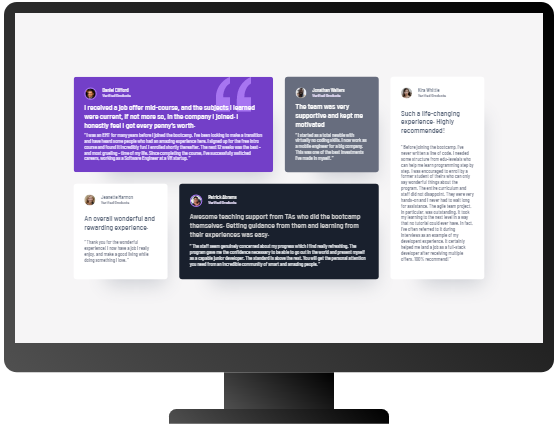 Daniel Clifford
Verified Graduate
I received a job offer mid-course, and the subjects I learned
were current, if not more so, in the company I joined. I
honestly feel I got every penny's worth.
" I was an EMT for many years before I joined the bootcamp. I've been looking to make a transition
and have heard some people who had an amazing experience here. I signed up for the free intro
course and found it incredibly fun! I enrolled shortly thereafter. The next 12 weeks was the best -
and most grueling - time of my life. Since completing the course, I've successfully switched
careers, working as a Software Engineer at a VR startup. "
Jonathan Walters
Verified Graduate
The team was very
supportive and kept me
motivated
" I started as a total newbie with
virtually no coding skills. I now work as
a mobile engineer for a big company.
This was one of the best investments
I've made in myself. "
Kira Whittle
Verified Graduate
Such a life-changing
experience. Highly
recommended!
" Before joining the bootcamp, I've
never written a line of code. I needed
some structure from educators who can
help me learn programming step by
step. I was encouraged to enroll by a
former student of theirs who can only
say wonderful things about the
program. The entire curriculum and
staff did not disappoint. They were very
hands-on and I never had to wait long
for assistance. The agile team project,
in particular, was outstanding. It took
my learning to the next level in a way
that no tutorial could ever have. In fact,
I've often referred to it during
interviews as an example of my
development experience. It certainly
helped me land a job as a full-stack
developer after receiving multiple
offers. 100% recommend! "
Jeanette Harmon
Verified Graduate
An overall wonderful and
rewarding experience
" Thank you for the wonderful
experience! I now have a job I really
enjoy, and make a good living while
doing something I love. "
Patrick Abrams
Verified Graduate
Awesome teaching support from TAs who did the bootcamp
themselves. Getting guidance from them and learning from
their experiences was easy.
" The staff seem genuinely concerned about my progress which I find really refreshing. The
program gave me the confidence necessary to be able to go out in the world and present myself
as a capable junior developer. The standard is above the rest. You will get the personal attention
you need from an incredible community of smart and amazing people. "